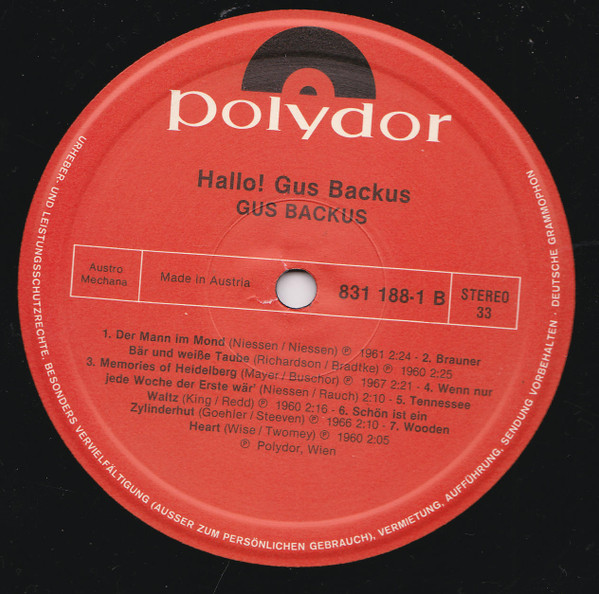 polydor
Hallo! Gus Backus
GUS BACKUS
Austro
Mechana
Made in Austria
831 188-1 B
STEREO
33
1. Der Mann im Mond (Niessen / Niessen) ℗ 1961 2:24 · 2. Brauner
Bär und weiße Taube (Richardson / Bradtke) ℗ 1960 2:25
3. Memories of Heidelberg (Mayer / Buschor) ℗ 1967 2:21 · 4. Wenn nur
jede Woche der Erste wär' (Niessen / Rauch) 2:10 · 5. Tennessee
Waltz (King / Redd) ℗ 1960 2:16 · 6. Schön ist ein
Zylinderhut (Goehler / Steeven) ℗ 1966 2:10 · 7. Wooden
Heart (Wise / Twomey) ℗ 1960 2:05
℗ Polydor, Wien
URHEBER- UND LEISTUNGSSCHUTZRECHTE. BESONDERS VERVIELFÄLTIGUNG (AUSSER ZUM PERSÖNLICHEN GEBRAUCH), VERMIETUNG, AUFFÜHRUNG, SENDUNG VORBEHALTEN · DEUTSCHE GRAMMOPHON